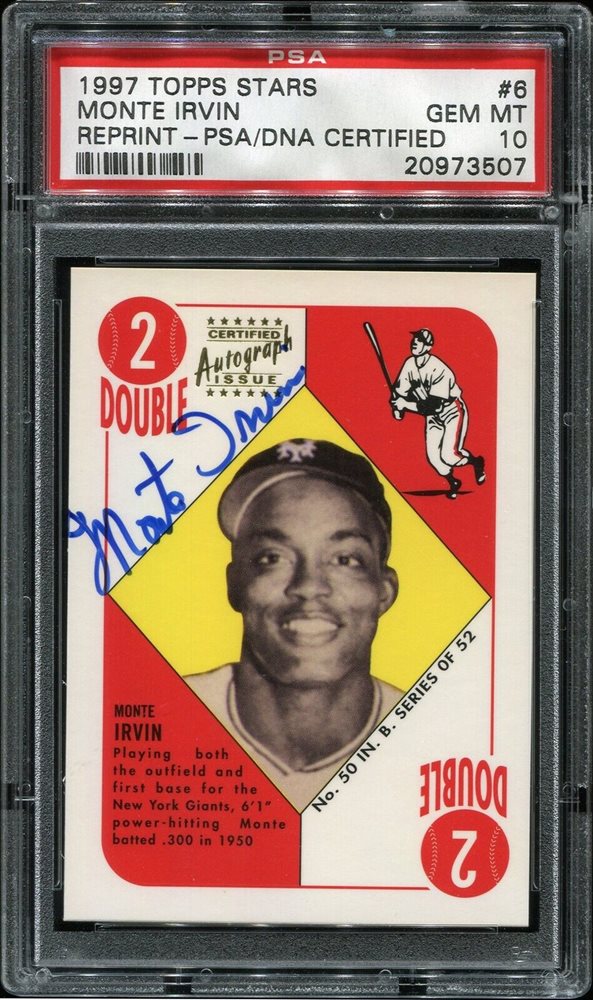 PSA
1997 TOPPS STARS #6
MONTE IRVIN GEM MT
REPRINT-PSA/DNA CERTIFIED 10
20973507
2
DOUBLE
CERTIFIED
Autograph
ISSUE
Monte Irvin
NY
MONTE
IRVIN
Playing both
the outfield and
first base for the
New York Giants, 6'1"
power-hitting Monte
batted .300 in 1950
No. 50 IN. B. SERIES OF 52
DOUBLE
2